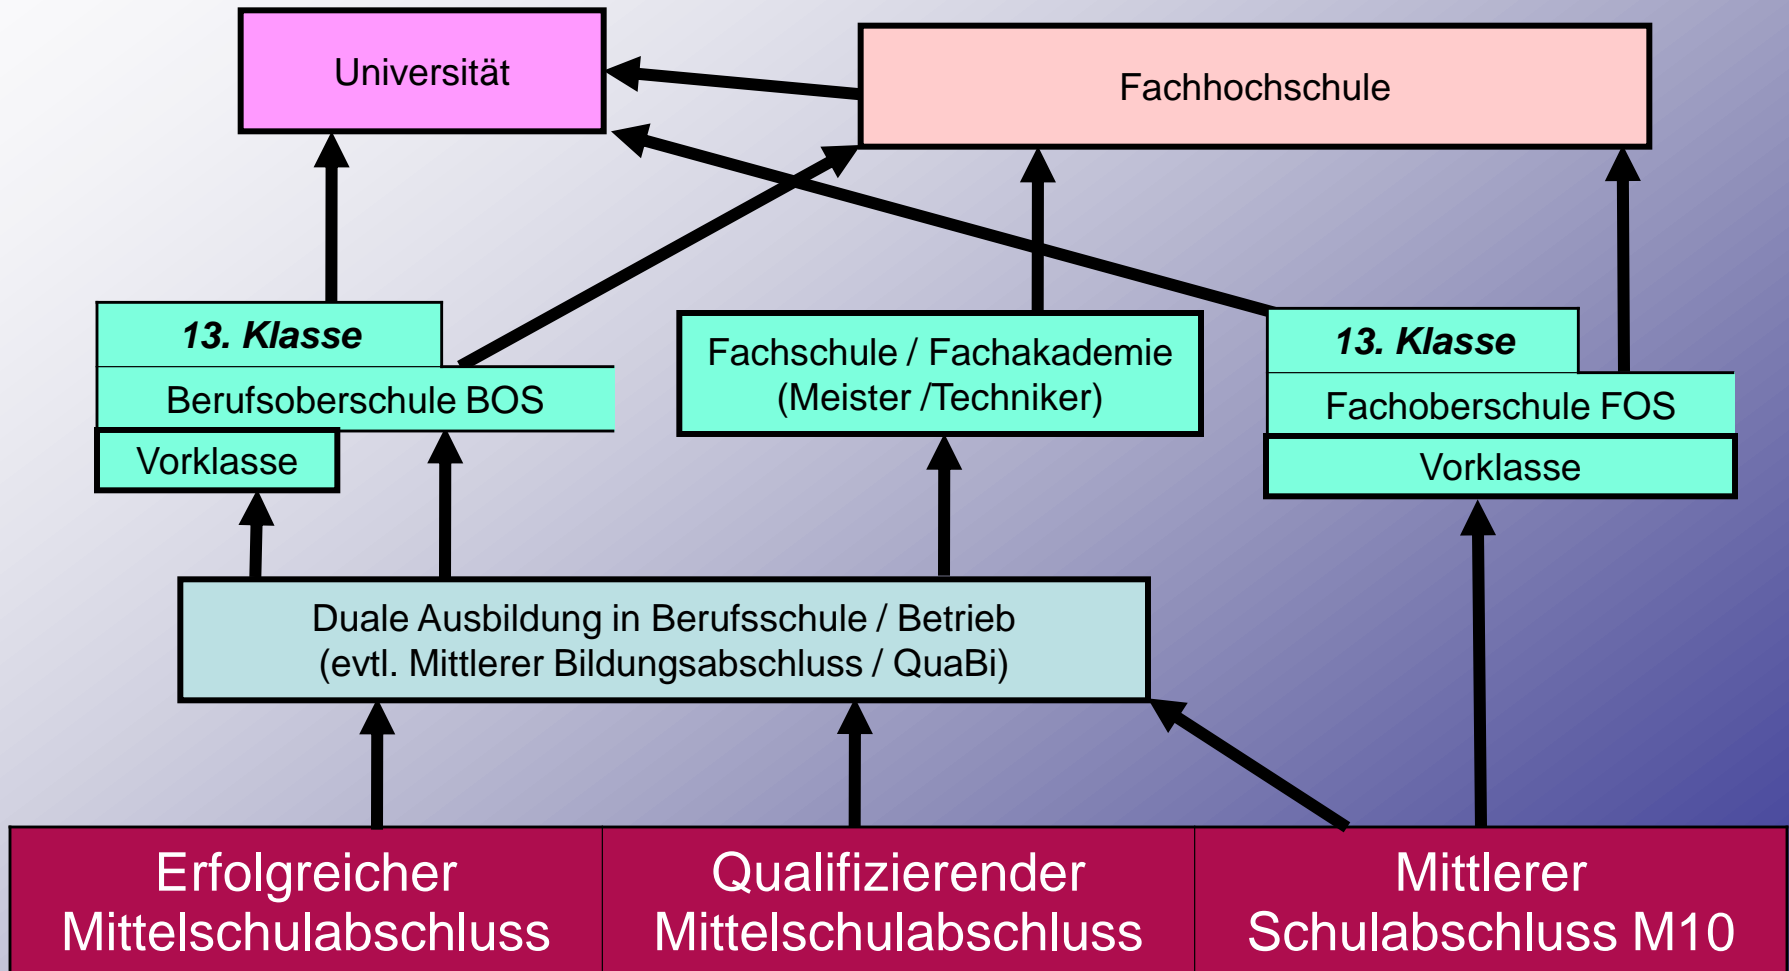 Universität
Fachhochschule
13. Klasse
Berufsoberschule BOS
Vorklasse
Fachschule / Fachakademie
(Meister /Techniker)
13. Klasse
Fachoberschule FOS
Vorklasse
Duale Ausbildung in Berufsschule / Betrieb
(evtl. Mittlerer Bildungsabschluss / QuaBi)
Erfolgreicher
Mittelschulabschluss
Qualifizierender
Mittelschulabschluss
Mittlerer
Schulabschluss M10